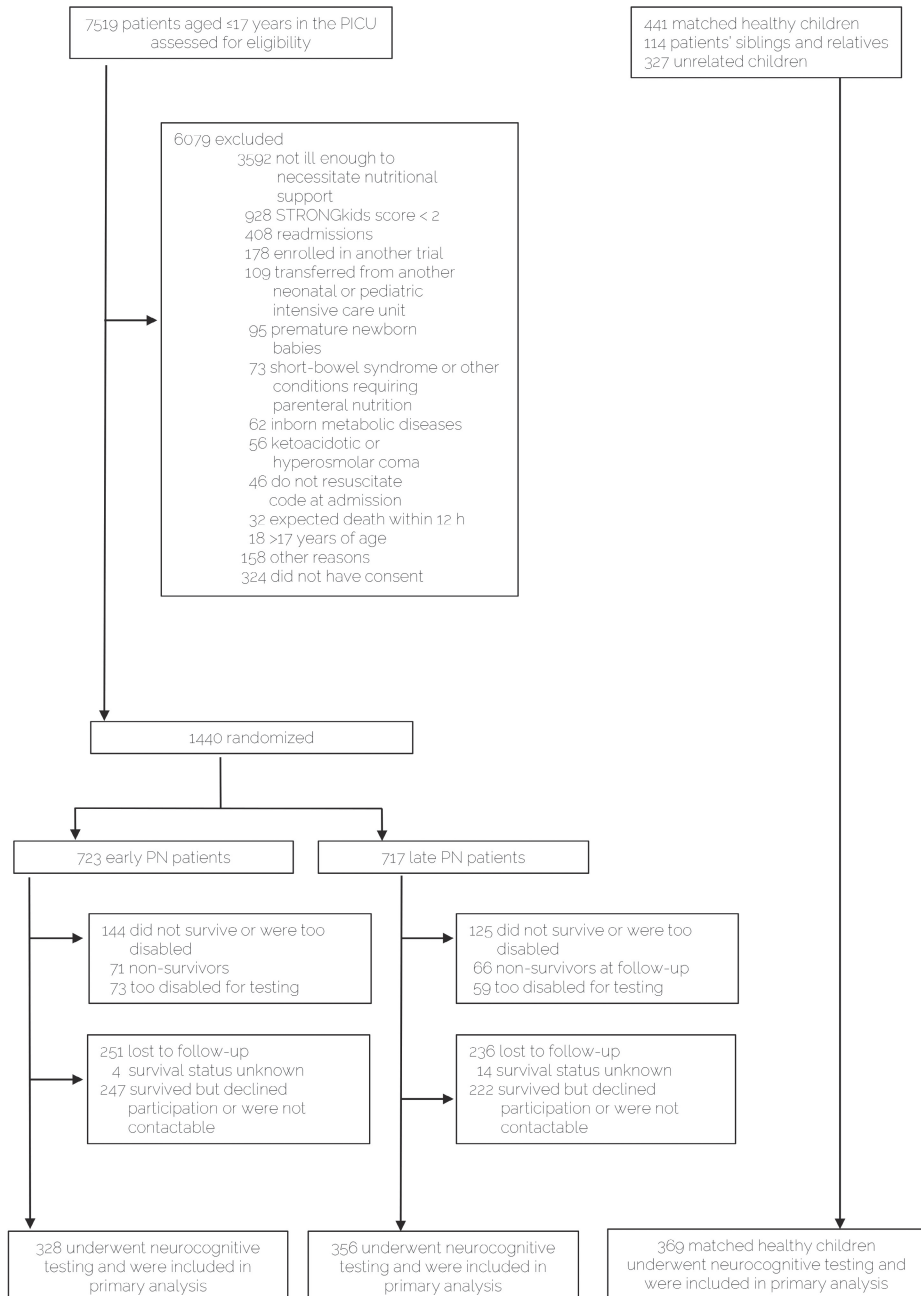 7519 patients aged ≤17 years in the PICU
assessed for eligibility
441 matched healthy children
114 patients' siblings and relatives
327 unrelated children
6079 excluded
3592 not ill enough to
necessitate nutritional
support
928 STRONGkids score < 2
408 readmissions
178 enrolled in another trial
109 transferred from another
neonatal or pediatric
intensive care unit
95 premature newborn
babies
73 short-bowel syndrome or other
conditions requiring
parenteral nutrition
62 inborn metabolic diseases
56 ketoacidotic or
hyperosmolar coma
46 do not resuscitate
code at admission
32 expected death within 12 h
18 >17 years of age
158 other reasons
324 did not have consent
1440 randomized
723 early PN patients
717 late PN patients
144 did not survive or were too
disabled
71 non-survivors
73 too disabled for testing
125 did not survive or were too
disabled
66 non-survivors at follow-up
59 too disabled for testing
251 lost to follow-up
4 survival status unknown
247 survived but declined
participation or were not
contactable
236 lost to follow-up
14 survival status unknown
222 survived but declined
participation or were not
contactable
328 underwent neurocognitive
testing and were included in
primary analysis
356 underwent neurocognitive
testing and were included in
primary analysis
369 matched healthy children
underwent neurocognitive testing and
were included in primary analysis